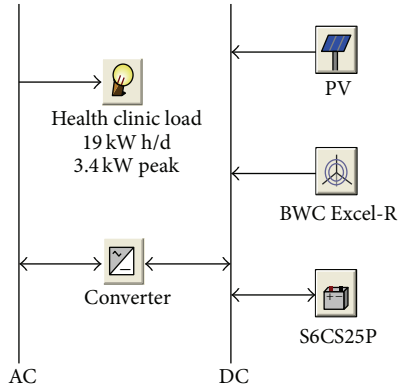 PV
Health clinic load
19 kW h/d
3.4 kW peak
BWC Excel-R
Converter
S6CS25P
AC
DC